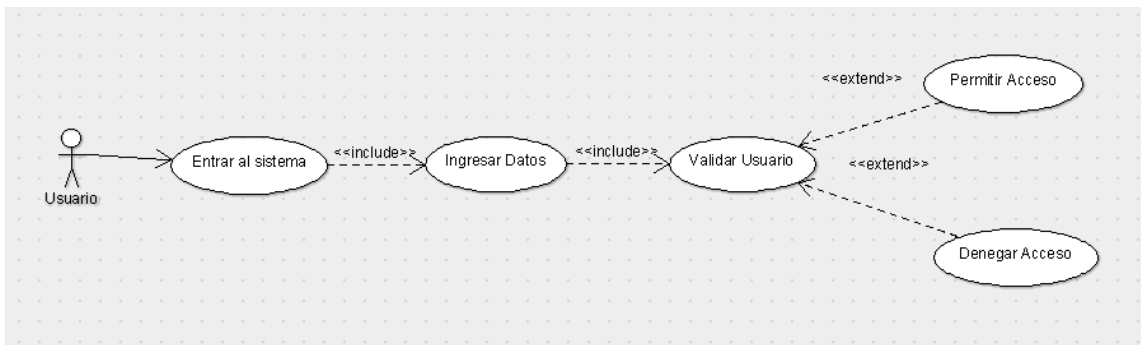 <<extend>>
Permitir Acceso
Usuario
Entrar al sistema
<<include>>
Ingresar Datos
<<include>>
Validar Usuario
<<extend>>
Denegar Acceso